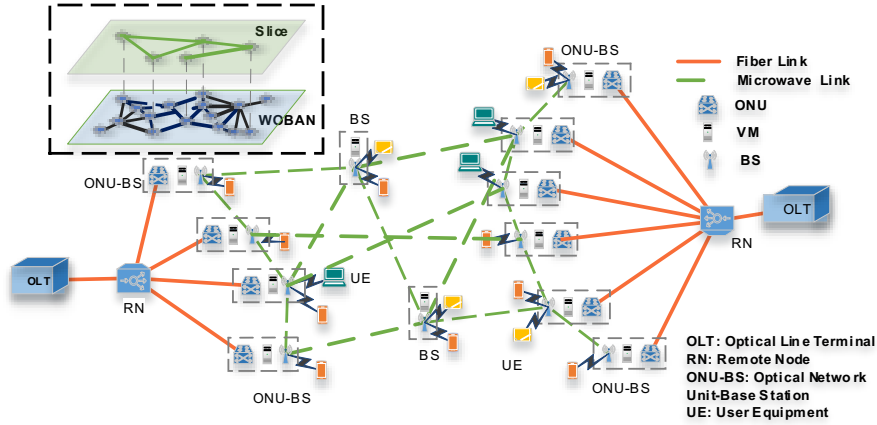 Slice
WOBAN
ONU-BS
BS
ONU-BS
Fiber Link
Microwave Link
ONU
VM
BS
OLT
RN
OLT
RN
UE
ONU-BS
BS
UE
ONU-BS
OLT: Optical Line Terminal
RN: Remote Node
ONU-BS: Optical Network
Unit-Base Station
UE: User Equipment